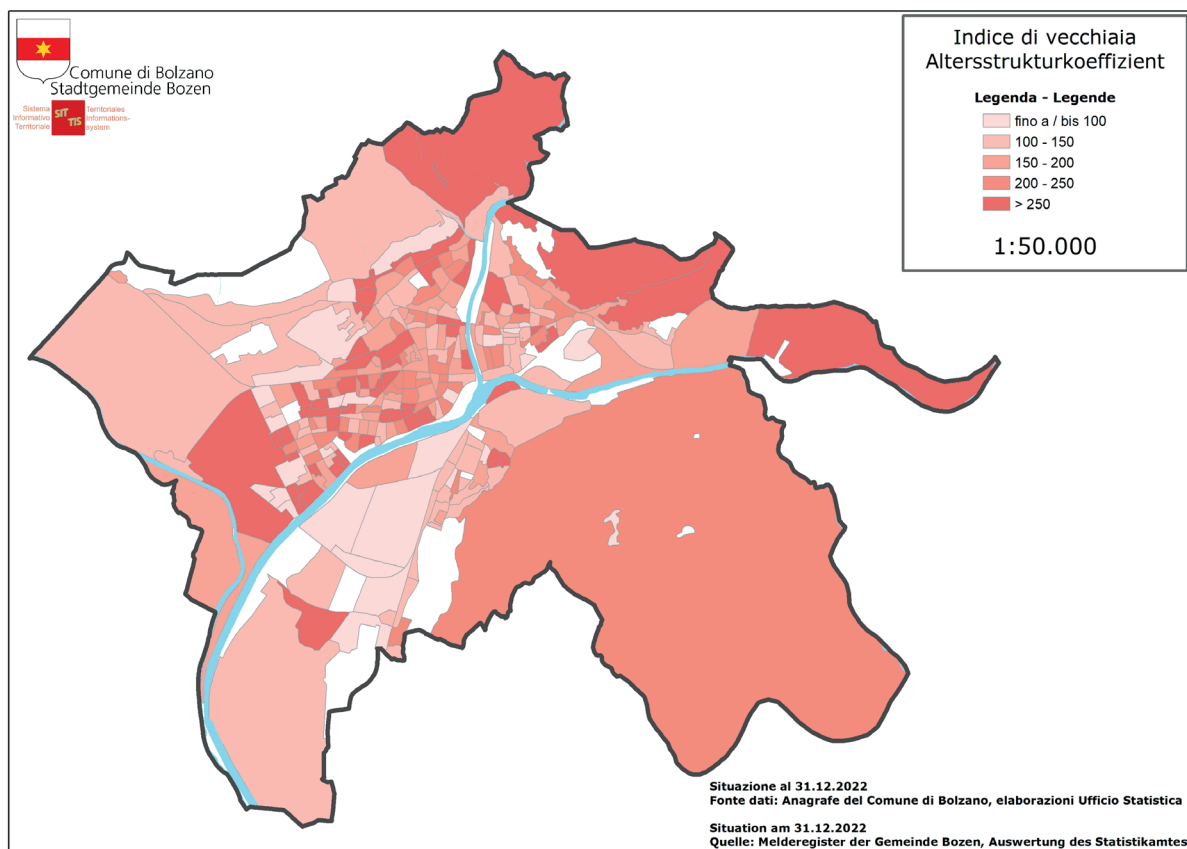 Comune di Bolzano
Stadtgemeinde Bozen
Sistema
Informativo
Territoriale
SIT
TIS
Territoriales
Informations-
system
Indice di vecchiaia
Altersstrukturkoeffizient
Legenda - Legende
fino a / bis 100
100 - 150
150 - 200
200 - 250
> 250
1:50.000
Situazione al 31.12.2022
Fonte dati: Anagrafe del Comune di Bolzano, elaborazioni Ufficio Statistica
Situation am 31.12.2022
Quelle: Melderegister der Gemeinde Bozen, Auswertung des Statistikamtes